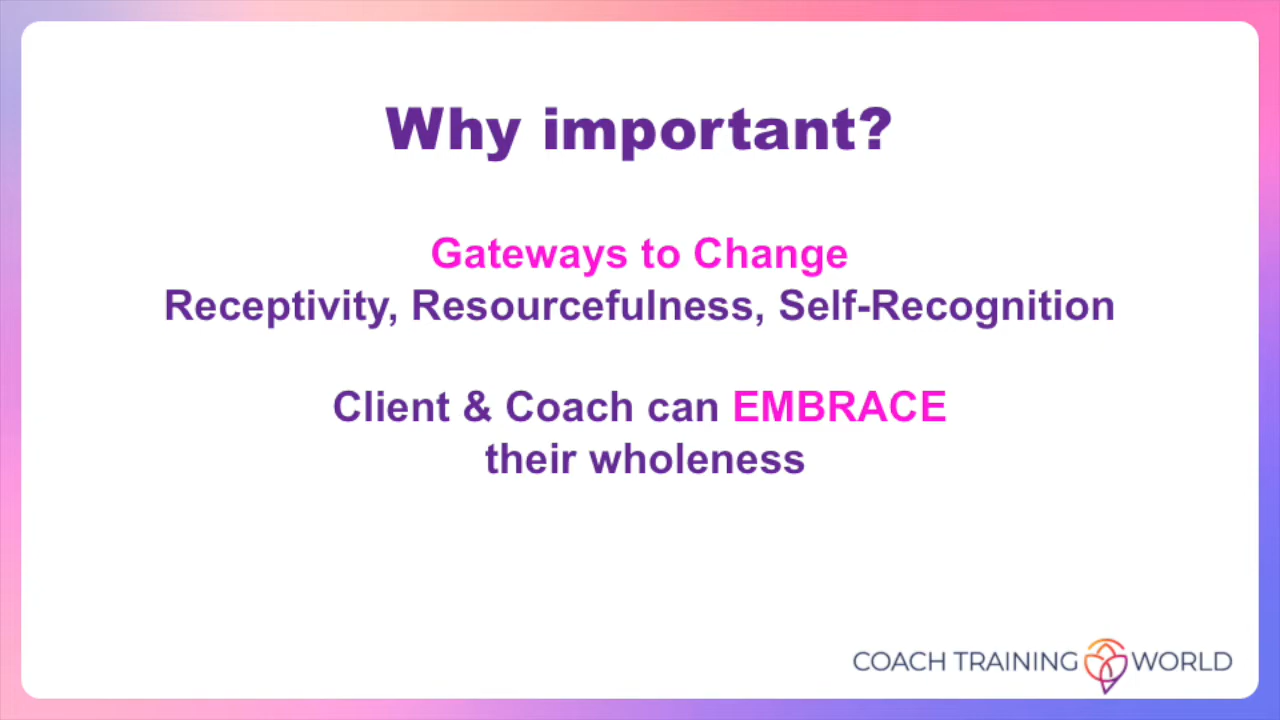 Why important?
Gateways to Change
Receptivity, Resourcefulness, Self-Recognition
Client & Coach can EMBRACE
their wholeness
COACH TRAINING WORLD